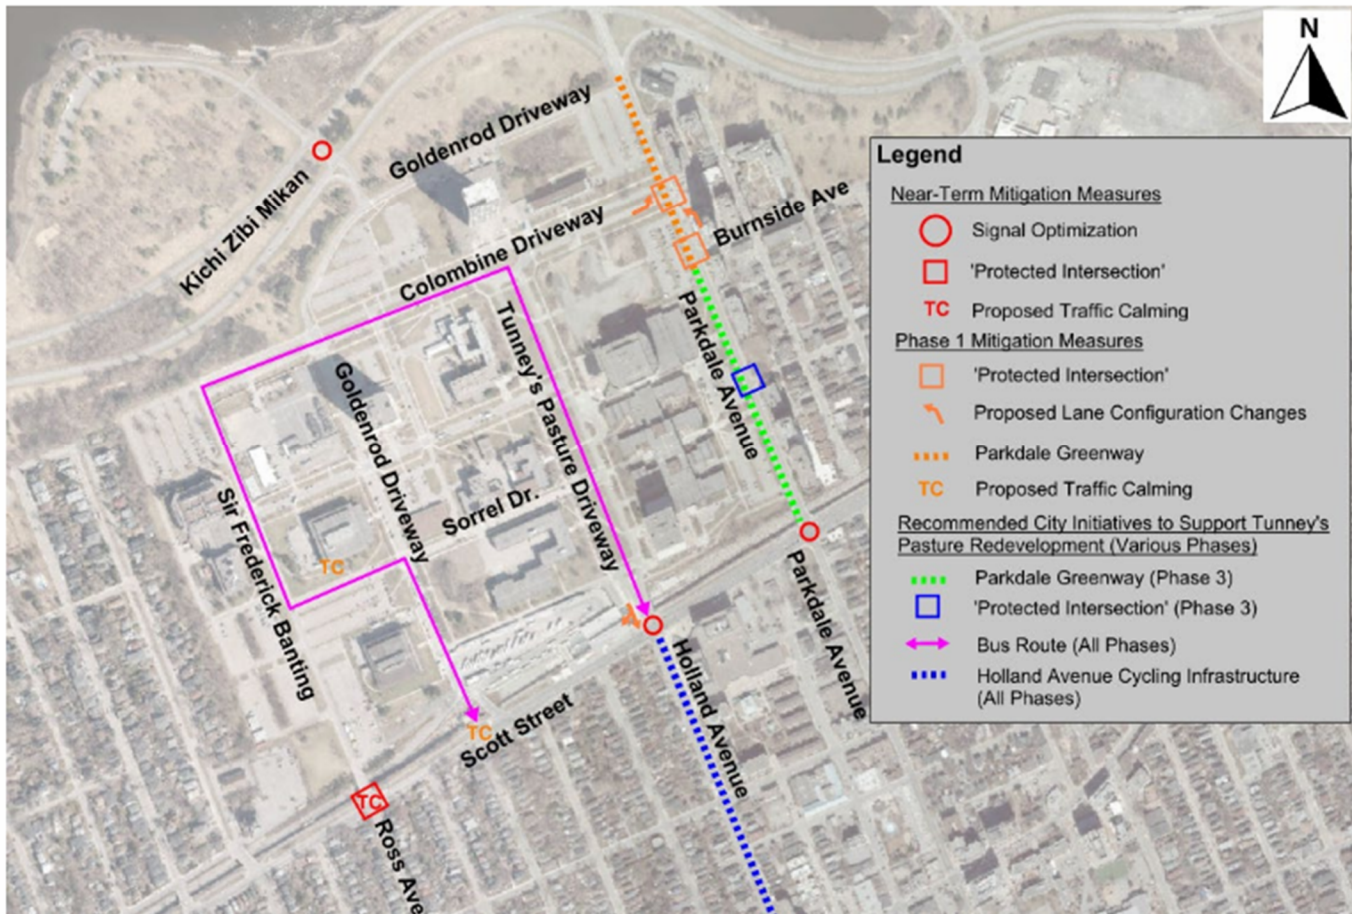 N
Goldenrod Driveway
Kichi Zibi Mikan
Burnside Ave
Colombine Driveway
Tunney's Pasture Driveway
Parkdale Avenue
Goldenrod Driveway
Sorrel Dr.
Sir Frederick Banting
TC
Parkdale Avenue
Holland Avenue
TC
Scott Street
TC
Ross Ave
Legend
Near-Term Mitigation Measures
Signal Optimization
'Protected Intersection'
TC Proposed Traffic Calming
Phase 1 Mitigation Measures
'Protected Intersection'
Proposed Lane Configuration Changes
Parkdale Greenway
TC Proposed Traffic Calming
Recommended City Initiatives to Support Tunney's
Pasture Redevelopment (Various Phases)
Parkdale Greenway (Phase 3)
'Protected Intersection' (Phase 3)
Bus Route (All Phases)
Holland Avenue Cycling Infrastructure
(All Phases)